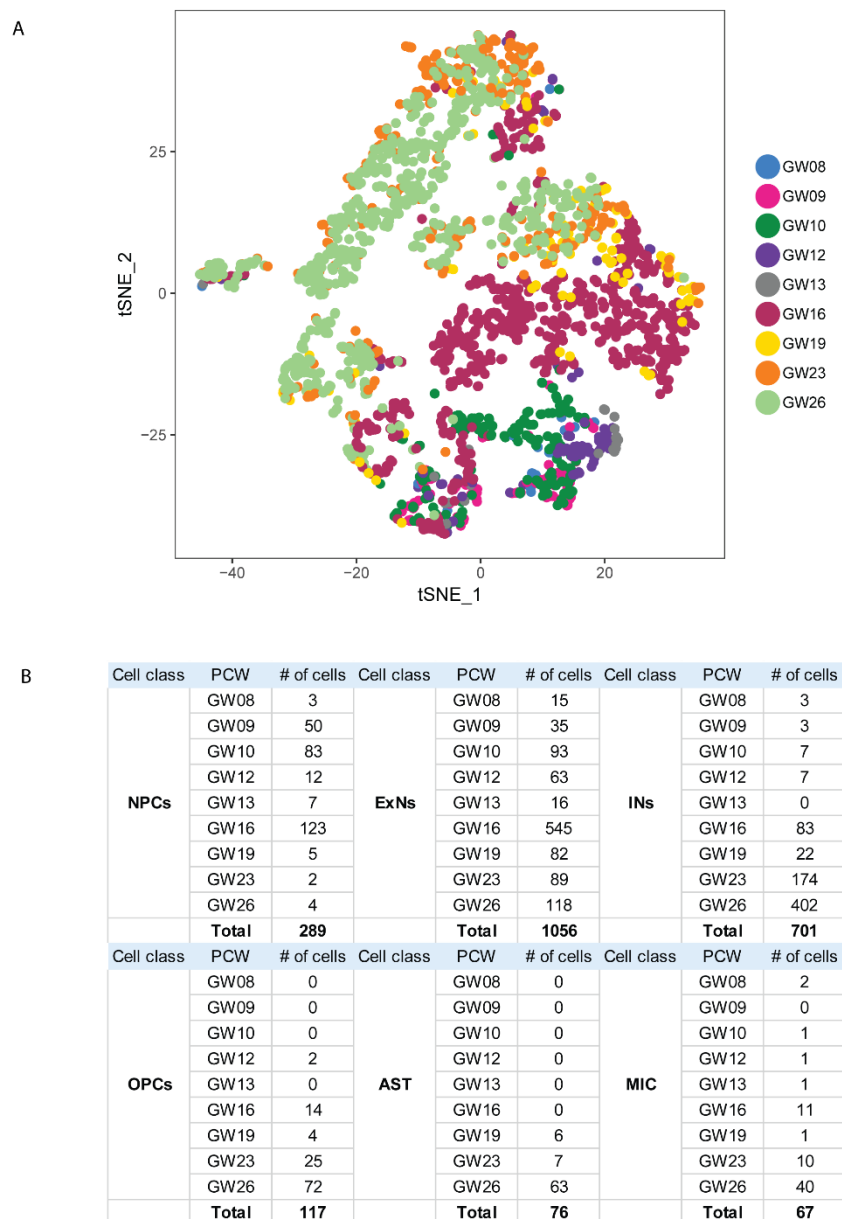 A
tSNE_2
25
0
−25
−40
−20
0
20
tSNE_1
GW08
GW09
GW10
GW12
GW13
GW16
GW19
GW23
GW26
B
Cell class PCW # of cells Cell class PCW # of cells Cell class PCW # of cells
GW08 3 GW08 15 GW08 3
GW09 50 GW09 35 GW09 3
GW10 83 GW10 93 GW10 7
GW12 12 GW12 63 GW12 7
NPCs GW13 7 ExNs GW13 16 INs GW13 0
GW16 123 GW16 545 GW16 83
GW19 5 GW19 82 GW19 22
GW23 2 GW23 89 GW23 174
GW26 4 GW26 118 GW26 402
Total 289 Total 1056 Total 701
Cell class PCW # of cells Cell class PCW # of cells Cell class PCW # of cells
GW08 0 GW08 0 GW08 2
GW09 0 GW09 0 GW09 0
GW10 0 GW10 0 GW10 1
GW12 2 GW12 0 GW12 1
OPCs GW13 0 AST GW13 0 MIC GW13 1
GW16 14 GW16 0 GW16 11
GW19 4 GW19 6 GW19 1
GW23 25 GW23 7 GW23 10
GW26 72 GW26 63 GW26 40
Total 117 Total 76 Total 67